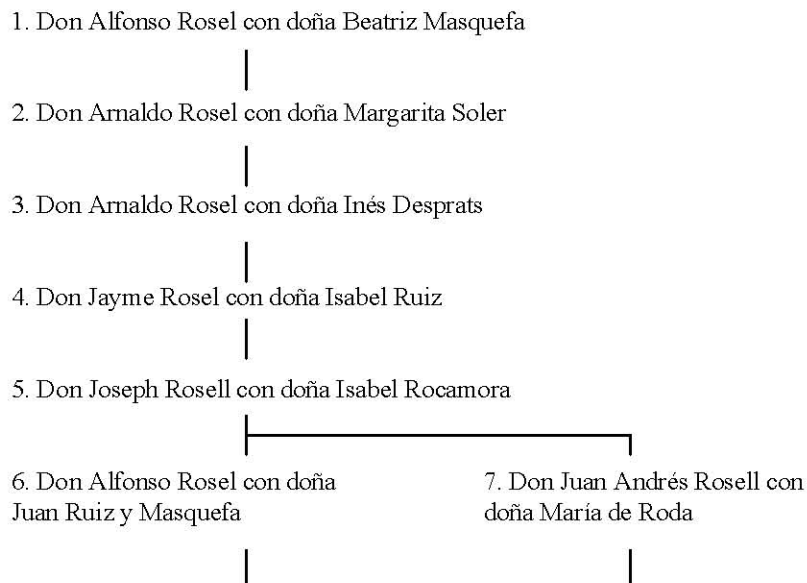 1. Don Alfonso Rosel con doña Beatriz Masquefa
2. Don Arnaldo Rosel con doña Margarita Soler
3. Don Arnaldo Rosel con doña Inés Desprats
4. Don Jayme Rosel con doña Isabel Ruiz
5. Don Joseph Rosell con doña Isabel Rocamora
6. Don Alfonso Rosel con doña
Juan Ruiz y Masquefa
7. Don Juan Andrés Rosell con
doña María de Roda